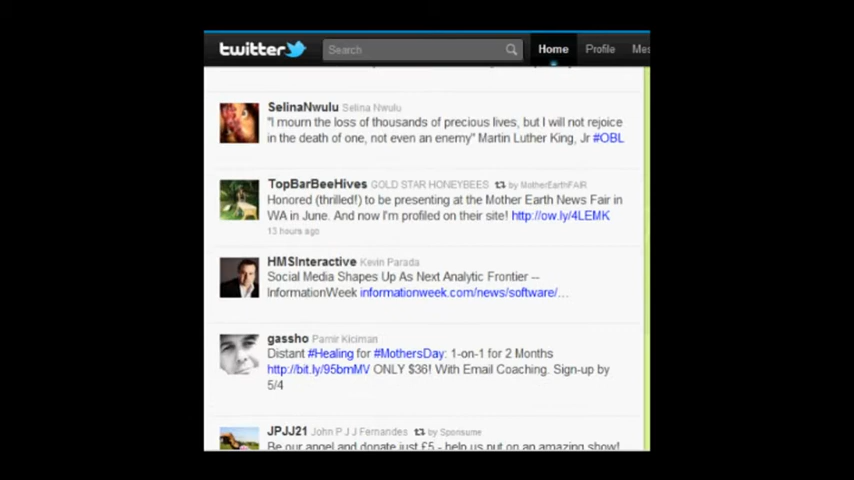 twitter Search Home Profile Mes
SelinaNwulu Selina Nwulu
"I mourn the loss of thousands of precious lives, but I will not rejoice
in the death of one, not even an enemy" Martin Luther King, Jr #OBL
TopBarBeeHives GOLD STAR HONEYBEES by MotherEarthFAIR
Honored (thrilled!) to be presenting at the Mother Earth News Fair in
WA in June. And now I'm profiled on their site! http://ow.ly/4LEMK
13 hours ago
HMSInteractive Kevin Parada
Social Media Shapes Up As Next Analytic Frontier --
InformationWeek informationweek.com/news/software/...
gassho Pamir Kiciman
Distant #Healing for #MothersDay: 1-on-1 for 2 Months
http://bit.ly/95bmMV ONLY $36! With Email Coaching. Sign-up by
5/4
JPJJ21 John P J J Fernandes by Sponsume
Be our angel and donate just £5 - help us put on an amazing show!